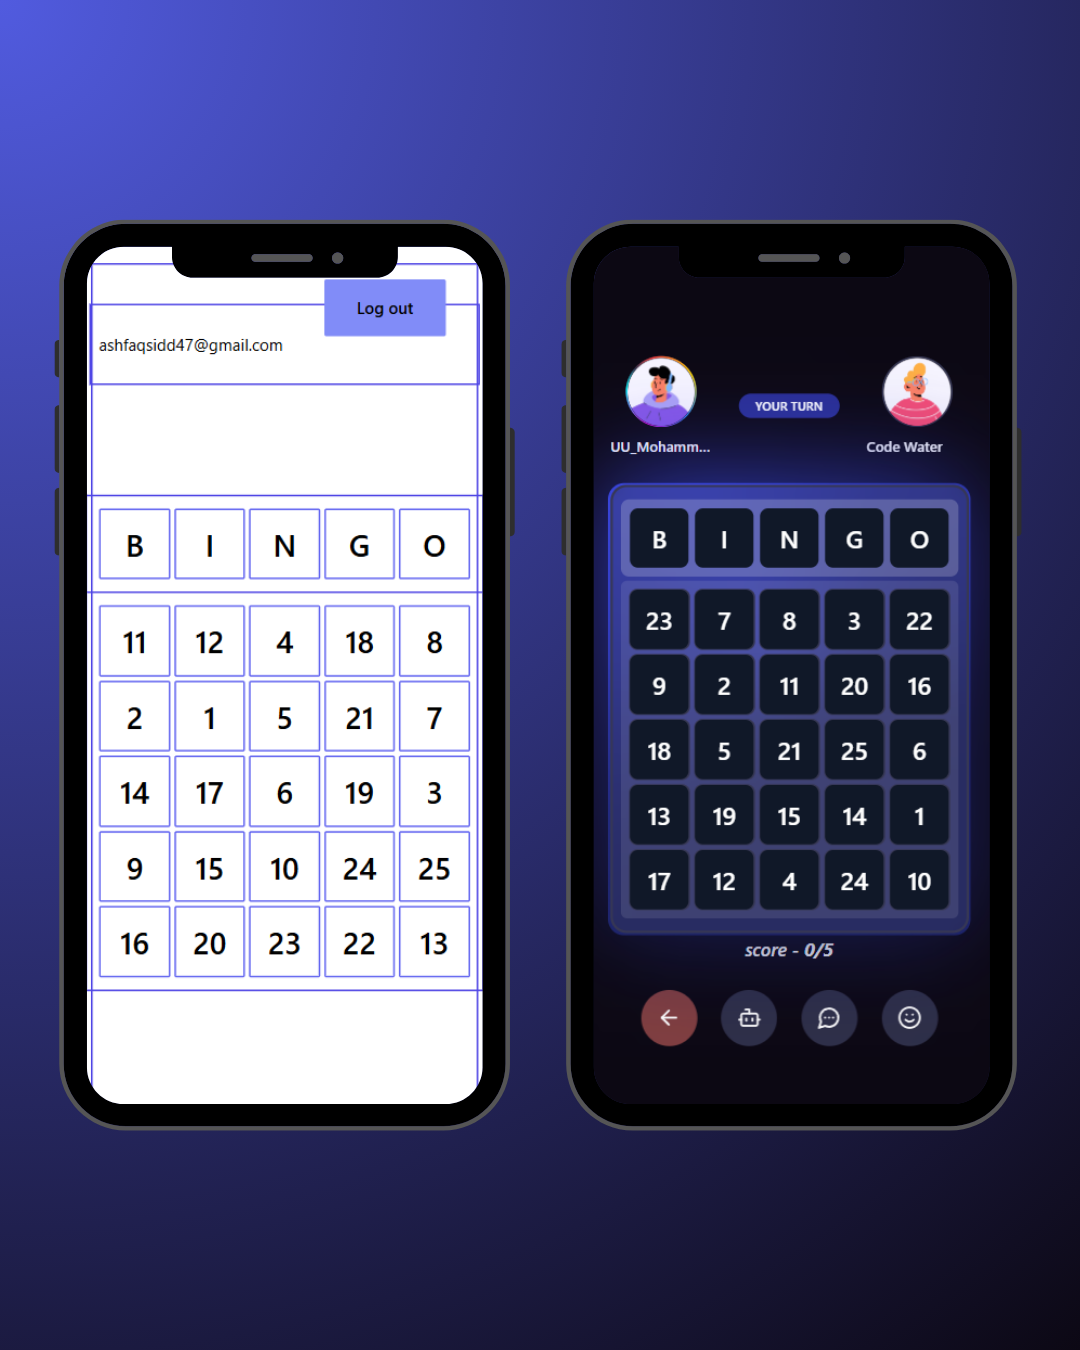 Log out
ashfaqsidd47@gmail.com
B I N G O
11 12 4 18 8
2 1 5 21 7
14 17 6 19 3
9 15 10 24 25
16 20 23 22 13
YOUR TURN
UU_Mohamm...
Code Water
B I N G O
23 7 8 3 22
9 2 11 20 16
18 5 21 25 6
13 19 15 14 1
17 12 4 24 10
score - 0/5